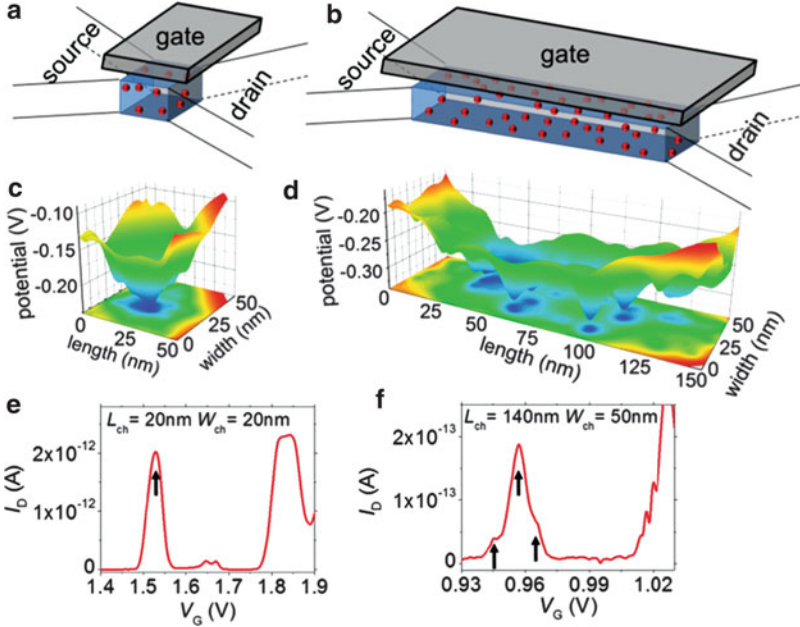 a
gate
source
drain
b
gate
source
drain
c
potential (V)
-0.10
-0.15
-0.20
0
25
50
length (nm)
0
25
50
width (nm)
d
potential (V)
-0.20
-0.25
-0.30
0
25
50
75
100
125
150
length (nm)
0
25
50
width (nm)
e
L_ch = 20nm W_ch = 20nm
I_D (A)
2x10^-12
1x10^-12
0
1.4 1.5 1.6 1.7 1.8 1.9
V_G (V)
f
L_ch = 140nm W_ch = 50nm
I_D (A)
2x10^-13
1x10^-13
0
0.93 0.96 0.99 1.02
V_G (V)